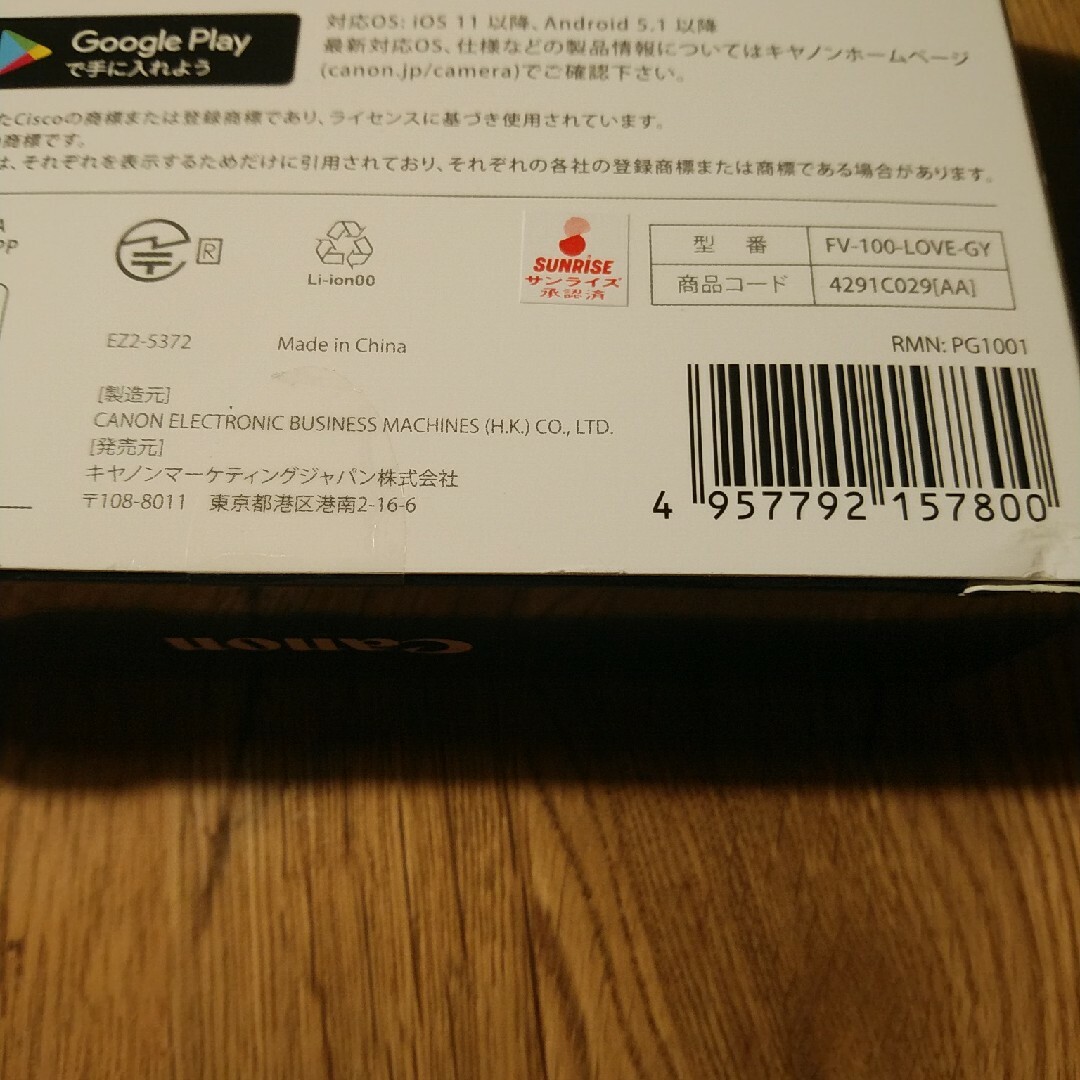 Google Play
で手に入れよう
対応OS: iOS 11 以降、Android 5.1 以降
最新対応OS、仕様などの製品情報についてはキヤノンホームページ
(canon.jp/camera)でご確認下さい。
たCiscoの商標または登録商標であり、ライセンスに基づき使用されています。
の商標です。
は、それぞれを表示するためだけに引用されており、それぞれの各社の登録商標または商標である場合があります。
R
Li-ion00
SUNRISE
サンライズ
承認済
型 番 FV-100-LOVE-GY
商品コード 4291C029[AA]
EZ2-5372
Made in China
RMN: PG1001
[製造元]
CANON ELECTRONIC BUSINESS MACHINES (H.K.) CO., LTD.
[発売元]
キヤノンマーケティングジャパン株式会社
〒108-8011 東京都港区港南2-16-6
4 957792 157800
Canon